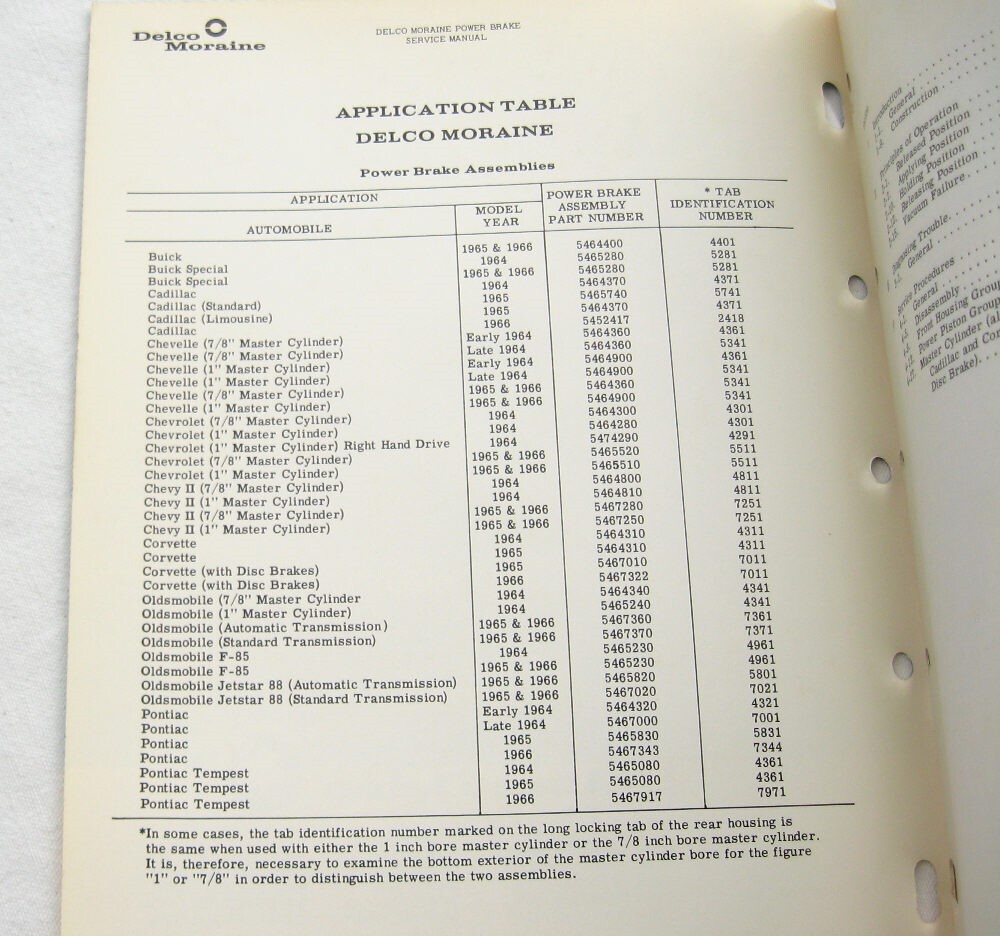 Delco Moraine
DELCO MORAINE POWER BRAKE
SERVICE MANUAL
APPLICATION TABLE
DELCO MORAINE
Power Brake Assemblies
APPLICATION
AUTOMOBILE
MODEL
YEAR
POWER BRAKE
ASSEMBLY
PART NUMBER
* TAB
IDENTIFICATION
NUMBER
Buick 1965 & 1966 5464400 4401
Buick Special 1964 5465280 5281
Buick Special 1965 & 1966 5465280 5281
Cadillac 1964 5464370 4371
Cadillac (Standard) 1965 5465740 5741
Cadillac (Limousine) 1965 5464370 4371
Cadillac 1966 5452417 2418
Chevelle (7/8" Master Cylinder) Early 1964 5464360 4361
Chevelle (7/8" Master Cylinder) Late 1964 5464360 5341
Chevelle (1" Master Cylinder) Early 1964 5464900 4361
Chevelle (1" Master Cylinder) Late 1964 5464900 5341
Chevelle (7/8" Master Cylinder) 1965 & 1966 5464360 5341
Chevelle (1" Master Cylinder) 1965 & 1966 5464900 5341
Chevrolet (7/8" Master Cylinder) 1964 5464300 4301
Chevrolet (1" Master Cylinder) 1964 5464280 4301
Chevrolet (1" Master Cylinder) Right Hand Drive 1964 5474290 4291
Chevrolet (7/8" Master Cylinder) 1965 & 1966 5465520 5511
Chevrolet (1" Master Cylinder) 1965 & 1966 5465510 5511
Chevy II (7/8" Master Cylinder) 1964 5464800 4811
Chevy II (1" Master Cylinder) 1964 5464810 4811
Chevy II (7/8" Master Cylinder) 1965 & 1966 5467280 7251
Chevy II (1" Master Cylinder) 1965 & 1966 5467250 7251
Corvette 1964 5464310 4311
Corvette 1965 5464310 4311
Corvette (with Disc Brakes) 1965 5467010 7011
Corvette (with Disc Brakes) 1966 5467322 7011
Oldsmobile (7/8" Master Cylinder 1964 5464340 4341
Oldsmobile (1" Master Cylinder) 1964 5465240 4341
Oldsmobile (Automatic Transmission) 1965 & 1966 5467360 7361
Oldsmobile (Standard Transmission) 1965 & 1966 5467370 7371
Oldsmobile F-85 1964 5465230 4961
Oldsmobile F-85 1965 & 1966 5465230 4961
Oldsmobile Jetstar 88 (Automatic Transmission) 1965 & 1966 5465820 5801
Oldsmobile Jetstar 88 (Standard Transmission) 1965 & 1966 5467020 7021
Pontiac Early 1964 5464320 4321
Pontiac Late 1964 5467000 7001
Pontiac 1965 5465830 5831
Pontiac 1966 5467343 7344
Pontiac Tempest 1964 5465080 4361
Pontiac Tempest 1965 5465080 4361
Pontiac Tempest 1966 5467917 7971
*In some cases, the tab identification number marked on the long locking tab of the rear housing is
the same when used with either the 1 inch bore master cylinder or the 7/8 inch bore master cylinder.
It is, therefore, necessary to examine the bottom exterior of the master cylinder bore for the figure
"1" or "7/8" in order to distinguish between the two assemblies.
Introduction
General
Construction
Principles of Operation
Released Position
Applying Position
Holding Position
Releasing Position
Vacuum Failure
Diagnosing Trouble
General
Service Procedures
General
Disassembly
Front Housing Group
Power Piston Group
Master Cylinder
Cadillac and
Disc Brake)